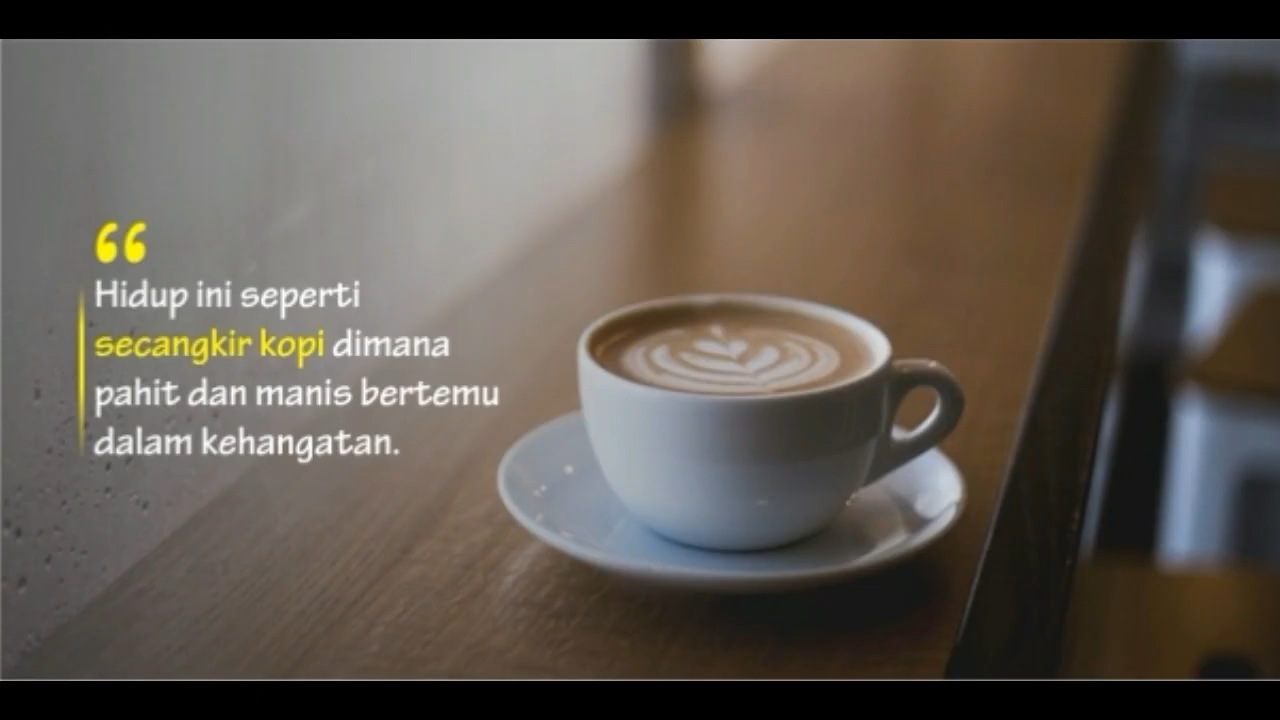 “
Hidup ini seperti
secangkir kopi dimana
pahit dan manis bertemu
dalam kehangatan.